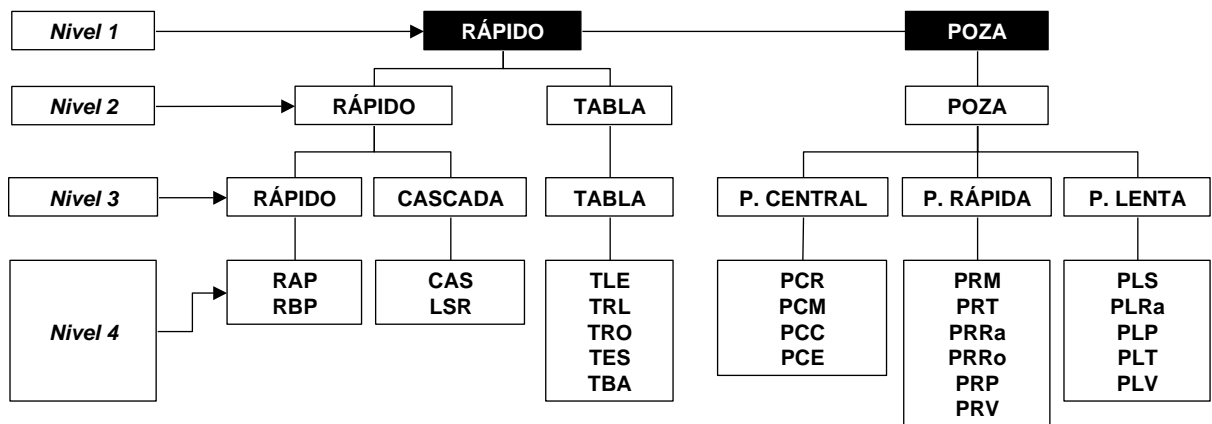 Nivel 1
RÁPIDO
POZA
Nivel 2
RÁPIDO
TABLA
POZA
Nivel 3
RÁPIDO
CASCADA
TABLA
P. CENTRAL
P. RÁPIDA
P. LENTA
Nivel 4
RAP
RBP
CAS
LSR
TLE
TRL
TRO
TES
TBA
PCR
PCM
PCC
PCE
PRM
PRT
PRRa
PRRo
PRP
PRV
PLS
PLRa
PLP
PLT
PLV